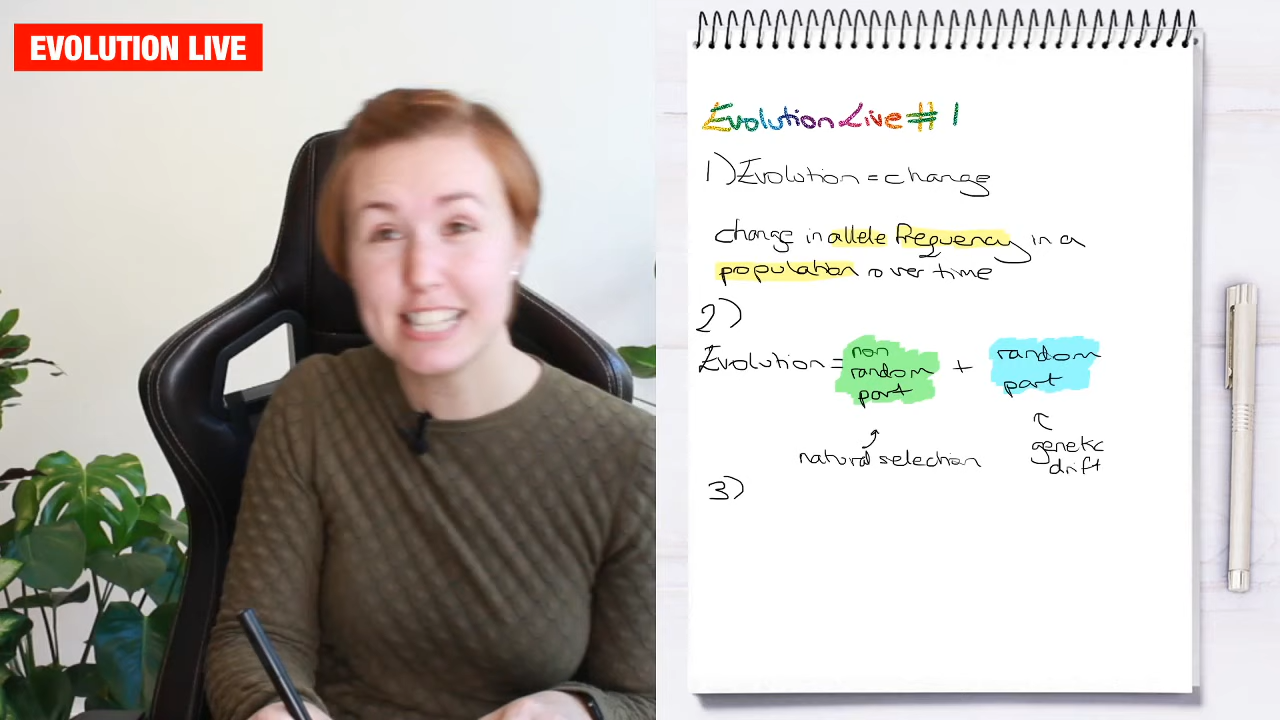 EVOLUTION LIVE
Evolution Live #1
1) Evolution = change
change in allele frequency in a
population over time
2)
Evolution = non random part + random part
natural selection
genetic drift
3)